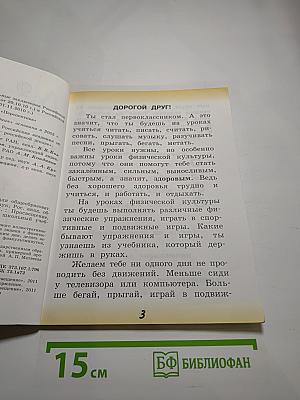 ДОРОГОЙ ДРУГ!
Ты стал первоклассником. А это
значит, что ты будешь на уроках
учиться читать, писать, считать, ри-
совать, слушать музыку, разучивать
песни, прыгать, бегать, метать.
Все уроки нужны, но особенно
важны уроки физической культуры,
потому что они помогут тебе стать
закалённым, сильным, выносливым,
быстрым, а значит, здоровым. Ведь
без хорошего здоровья трудно и
учиться, и работать, и отдыхать.
На уроках физической культуры
ты будешь выполнять различные фи-
зические упражнения, играть в спор-
тивные и подвижные игры. Какие
бывают упражнения и игры, ты
узнаешь из учебника, который дер-
жишь в руках.
Желаем тебе ни одного дня не про-
водить без движений. Меньше сиди
у телевизора или компьютера. Боль-
ше бегай, прыгай, играй в подвиж-
3
15 см
БФ БИБЛИОФАН